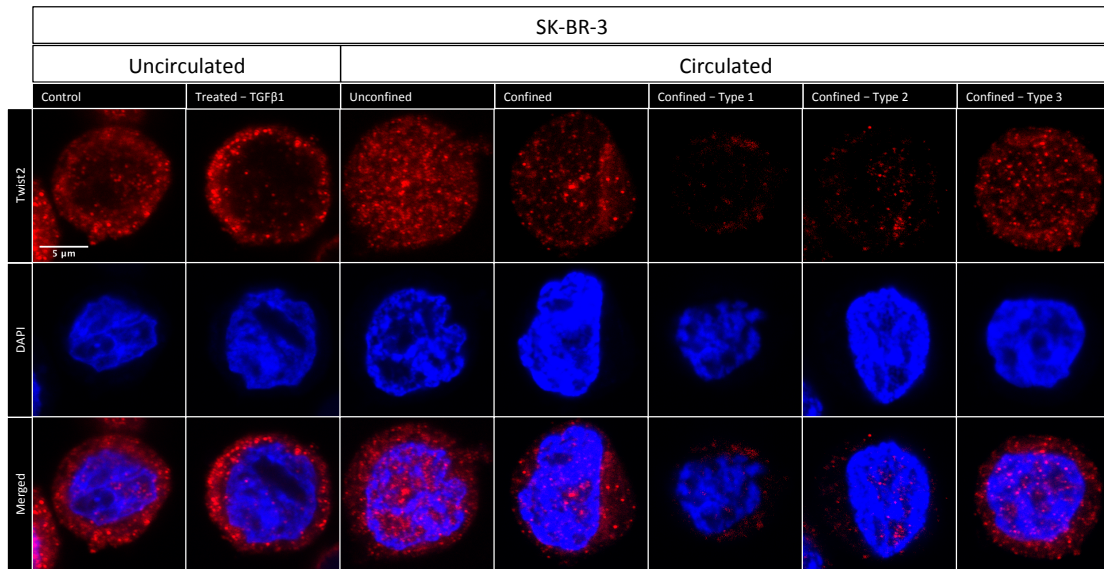 SK-BR-3
Uncirculated
Circulated
Control
Treated – TGFβ1
Unconfined
Confined
Confined – Type 1
Confined – Type 2
Confined – Type 3
Twist2
5 µm
DAPI
Merged